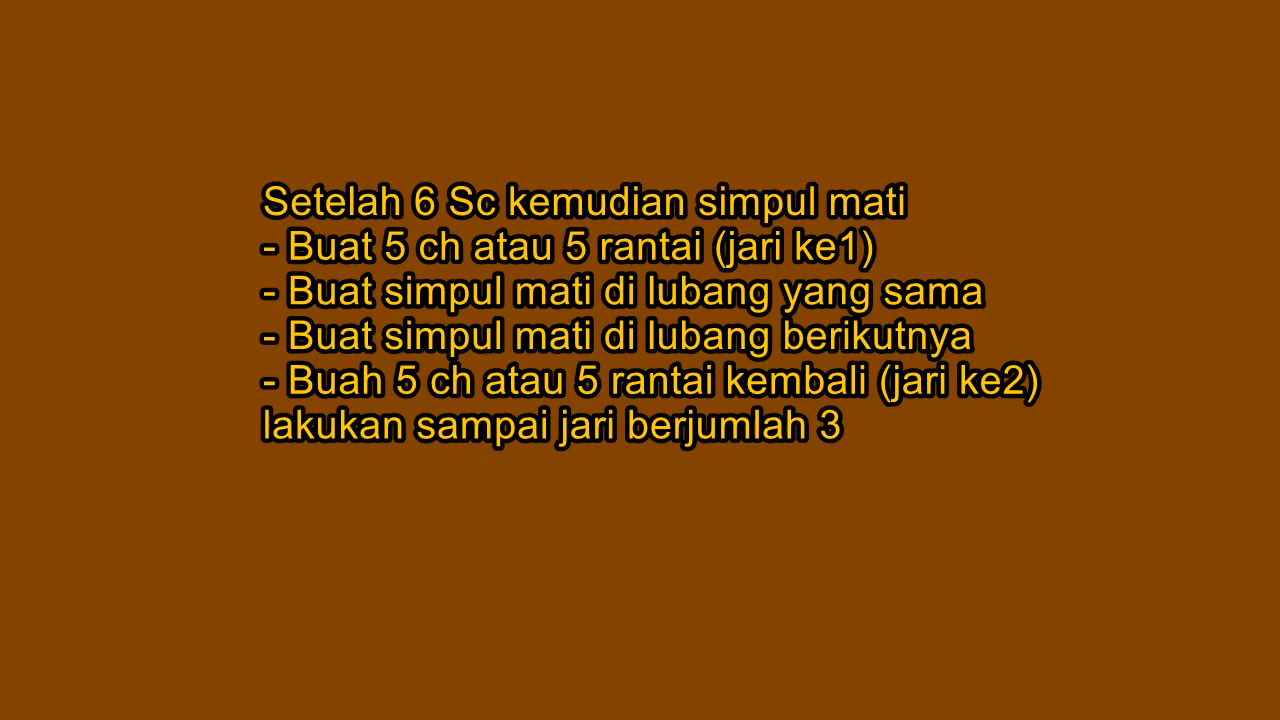 Setelah 6 Sc kemudian simpul mati
- Buat 5 ch atau 5 rantai (jari ke1)
- Buat simpul mati di lubang yang sama
- Buat simpul mati di lubang berikutnya
- Buah 5 ch atau 5 rantai kembali (jari ke2)
lakukan sampai jari berjumlah 3